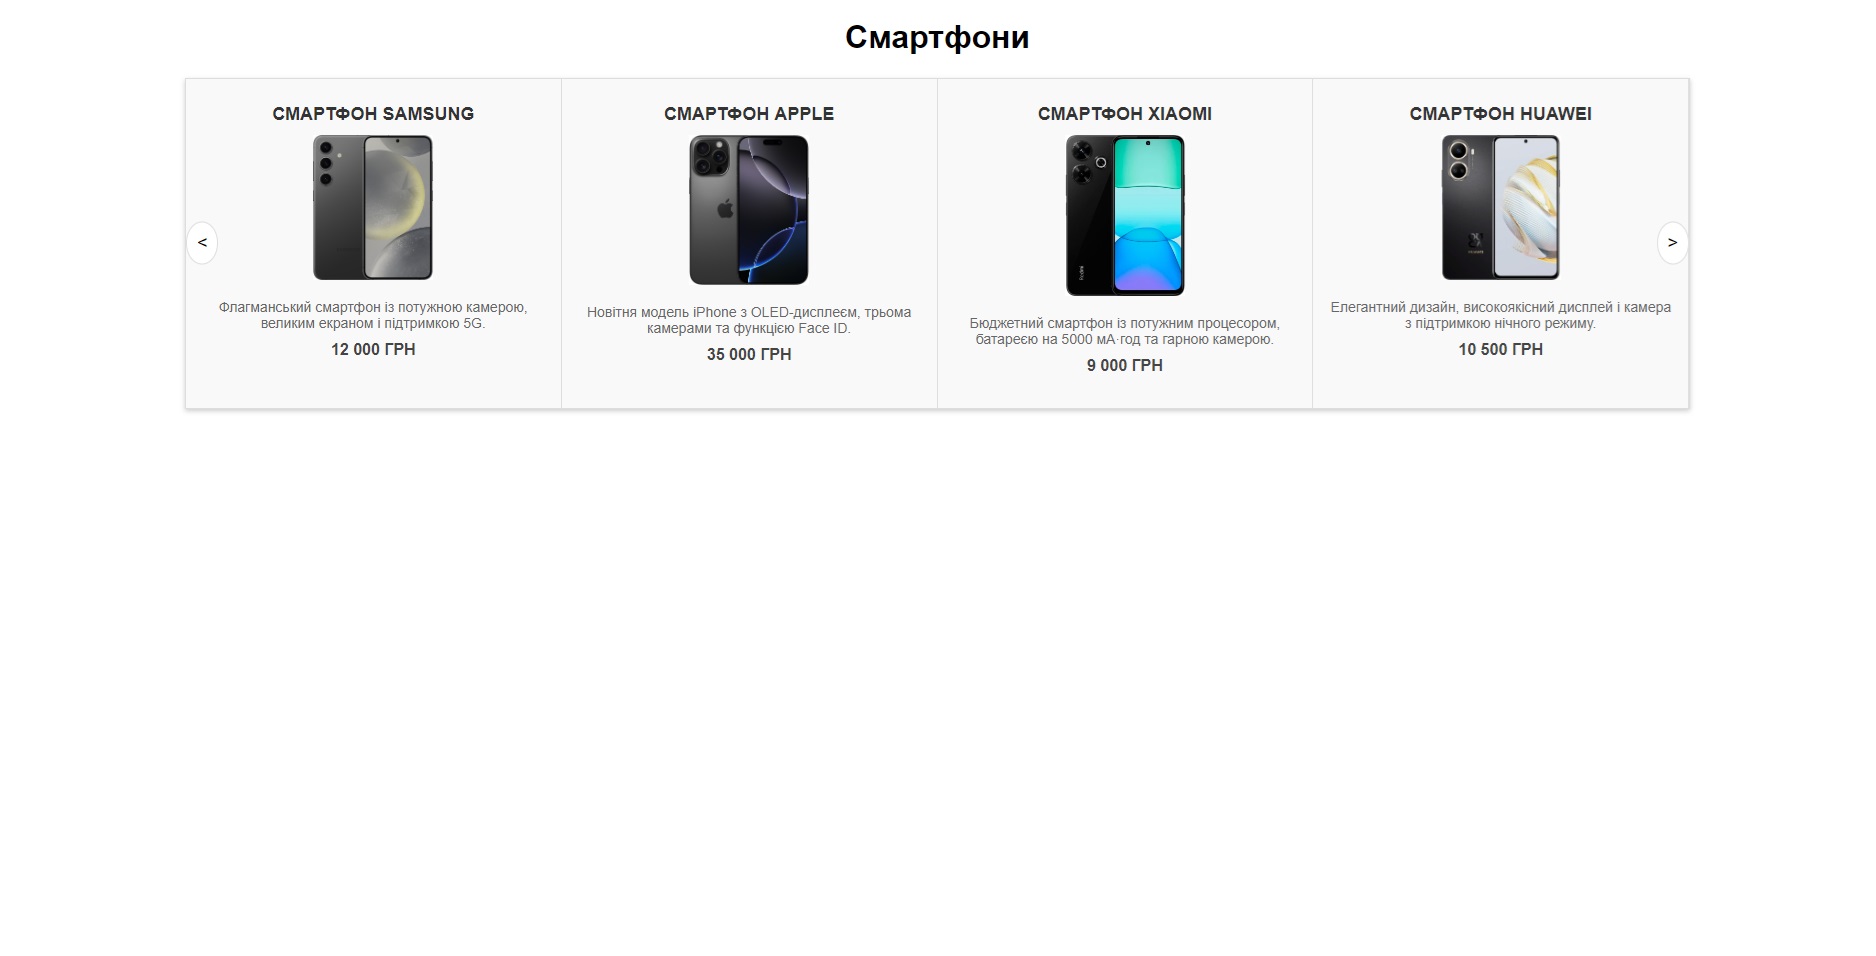 Смартфони
СМАРТФОН SAMSUNG
Флагманський смартфон із потужною камерою,
великим екраном і підтримкою 5G.
12 000 ГРН
СМАРТФОН APPLE
Новітня модель iPhone з OLED-дисплеєм, трьома
камерами та функцією Face ID.
35 000 ГРН
СМАРТФОН XIAOMI
Redmi
Бюджетний смартфон із потужним процесором,
батареєю на 5000 мА·год та гарною камерою.
9 000 ГРН
СМАРТФОН HUAWEI
Елегантний дизайн, високоякісний дисплей і камера
з підтримкою нічного режиму.
10 500 ГРН
<
>